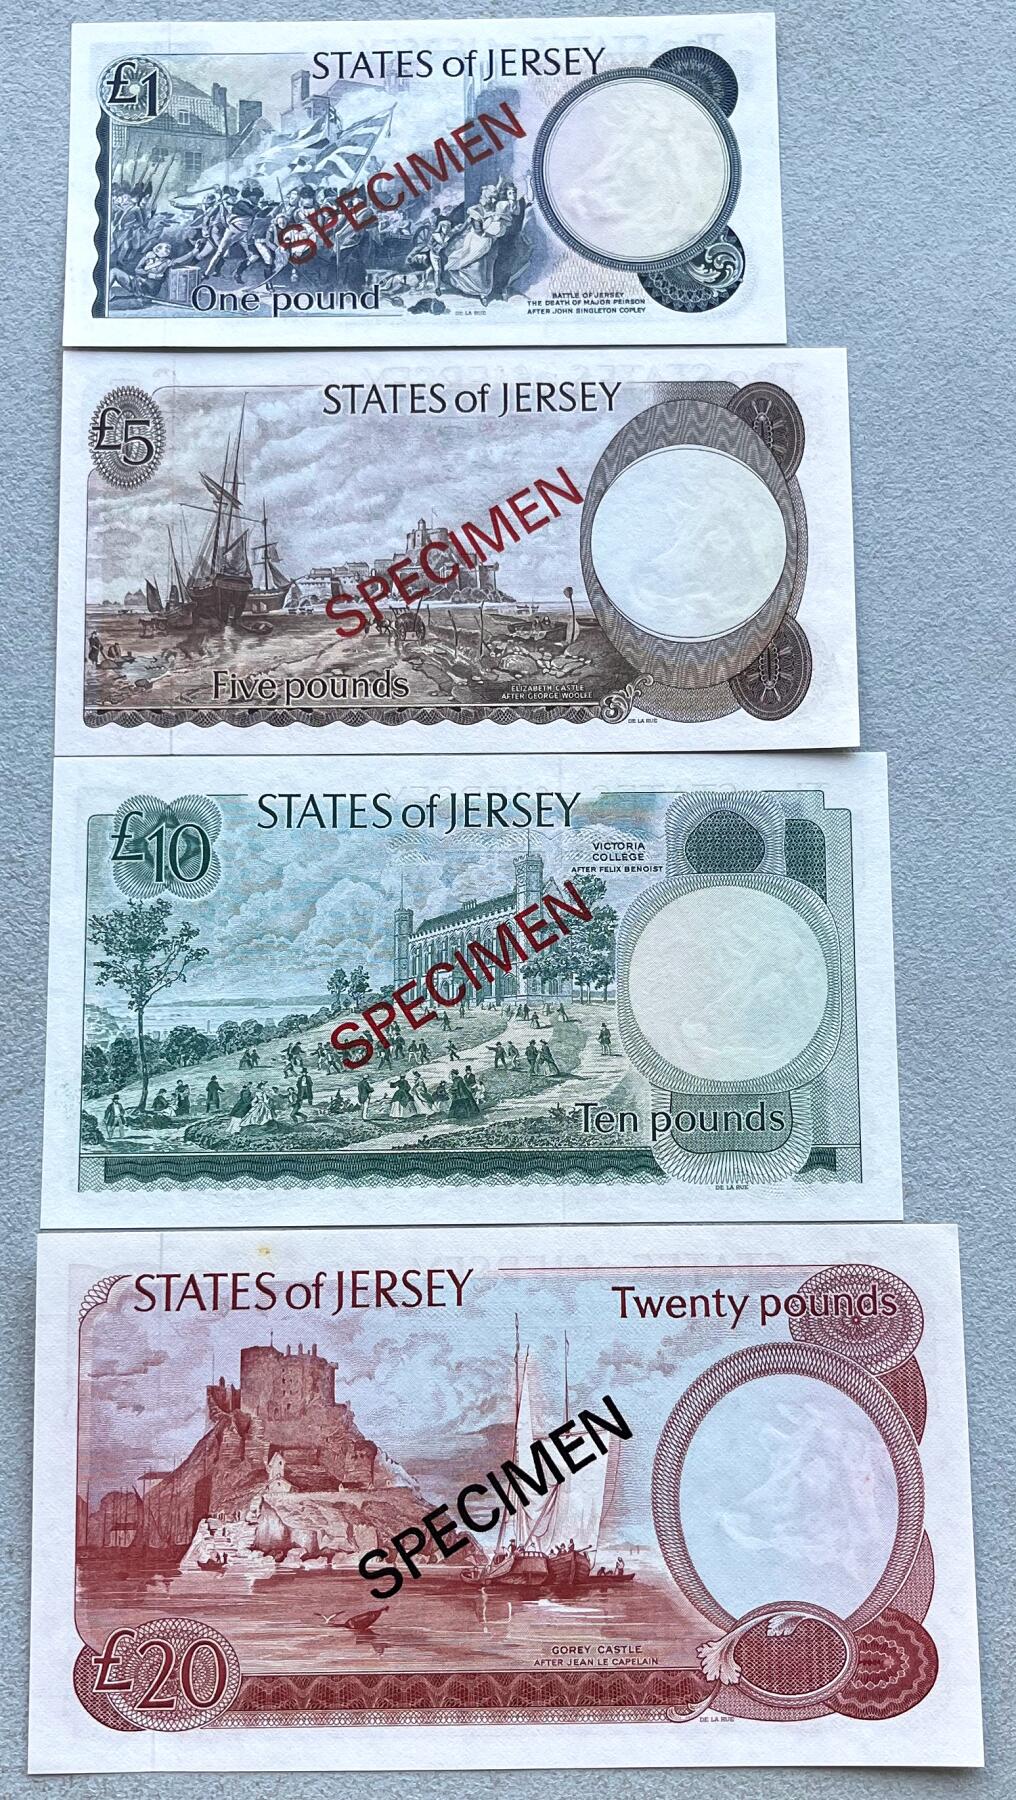 STATES of JERSEY
£1
SPECIMEN
One pound
DE LA RUE
BATTLE OF JERSEY
THE DEATH OF MAJOR PEIRSON
AFTER JOHN SINGLETON COPLEY
STATES of JERSEY
£5
SPECIMEN
Five pounds
ELIZABETH CASTLE
AFTER GEORGE WOOLFE
DE LA RUE
STATES of JERSEY
£10
VICTORIA
COLLEGE
AFTER FELIX BENOIST
SPECIMEN
Ten pounds
DE LA RUE
STATES of JERSEY
Twenty pounds
SPECIMEN
£20
GOREY CASTLE
AFTER JEAN LE CAPELAIN
DE LA RUE